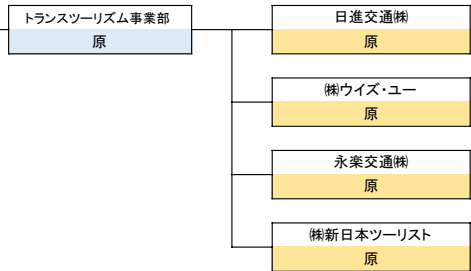 トランスツーリズム事業部
原
日進交通㈱
原
㈱ウイズ・ユー
原
永楽交通㈱
原
㈱新日本ツーリスト
原